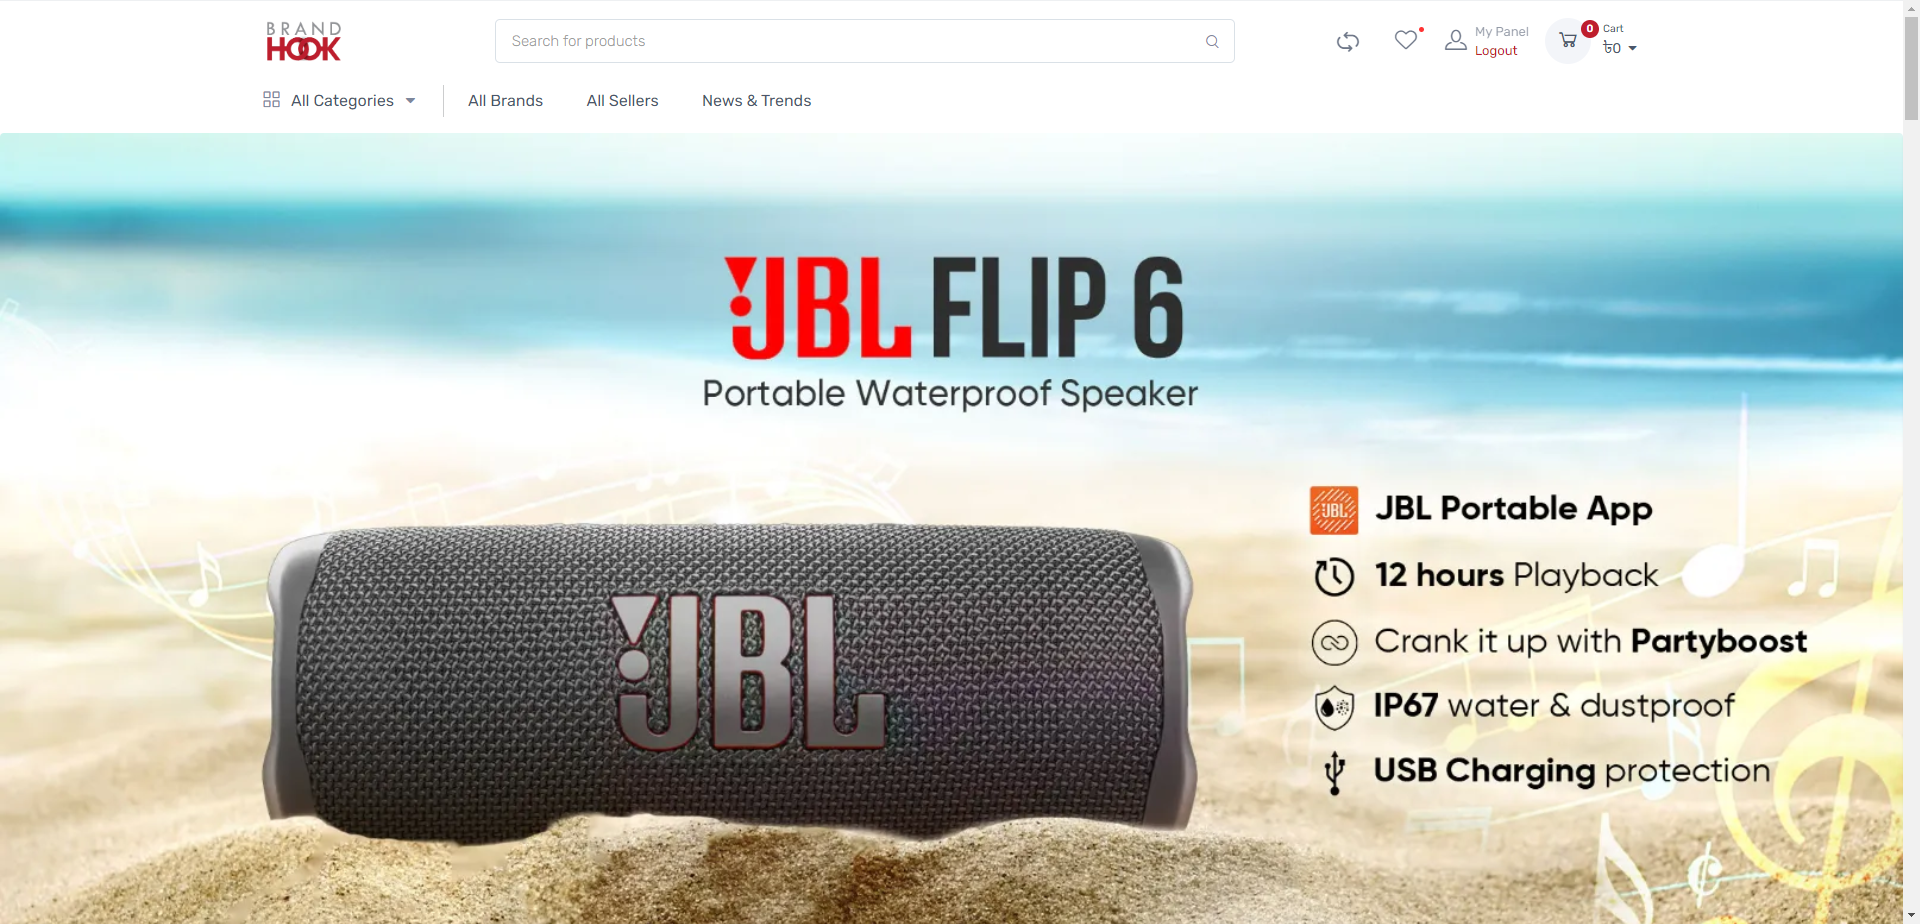 BRAND
HOOK
Search for products
My Panel
Logout
0
Cart
৳0
All Categories
All Brands
All Sellers
News & Trends
JBL FLIP 6
Portable Waterproof Speaker
JBL JBL Portable App
12 hours Playback
Crank it up with Partyboost
IP67 water & dustproof
USB Charging protection
JBL